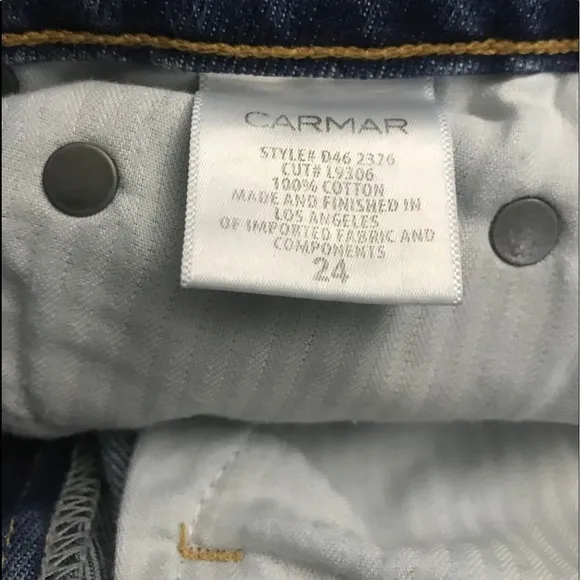 CARMAR
STYLE# D46 2326
CUT# L9306
100% COTTON
MADE AND FINISHED IN
LOS ANGELES
OF IMPORTED FABRIC AND
COMPONENTS
24